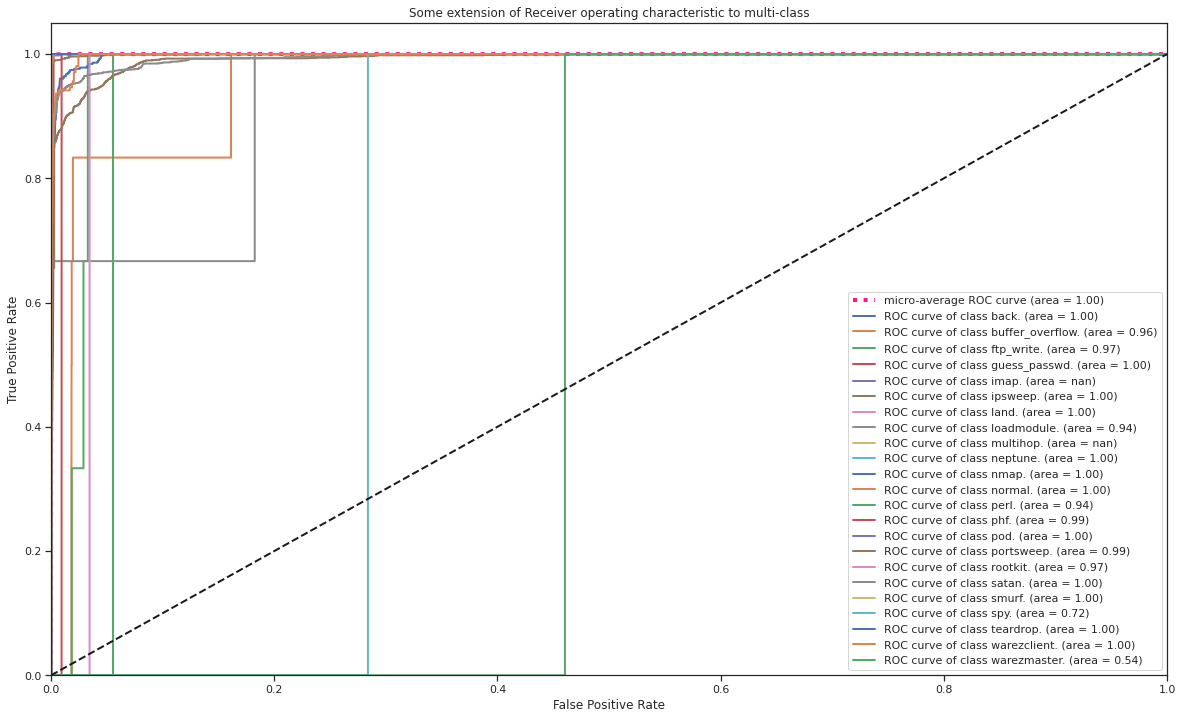 Some extension of Receiver operating characteristic to multi-class
1.0
0.8
0.6
0.4
0.2
0.0
True Positive Rate
0.0 0.2 0.4 0.6 0.8 1.0
False Positive Rate
micro-average ROC curve (area = 1.00)
ROC curve of class back. (area = 1.00)
ROC curve of class buffer_overflow. (area = 0.96)
ROC curve of class ftp_write. (area = 0.97)
ROC curve of class guess_passwd. (area = 1.00)
ROC curve of class imap. (area = nan)
ROC curve of class ipsweep. (area = 1.00)
ROC curve of class land. (area = 1.00)
ROC curve of class loadmodule. (area = 0.94)
ROC curve of class multihop. (area = nan)
ROC curve of class neptune. (area = 1.00)
ROC curve of class nmap. (area = 1.00)
ROC curve of class normal. (area = 1.00)
ROC curve of class perl. (area = 0.94)
ROC curve of class phf. (area = 0.99)
ROC curve of class pod. (area = 1.00)
ROC curve of class portsweep. (area = 0.99)
ROC curve of class rootkit. (area = 0.97)
ROC curve of class satan. (area = 1.00)
ROC curve of class smurf. (area = 1.00)
ROC curve of class spy. (area = 0.72)
ROC curve of class teardrop. (area = 1.00)
ROC curve of class warezclient. (area = 1.00)
ROC curve of class warezmaster. (area = 0.54)